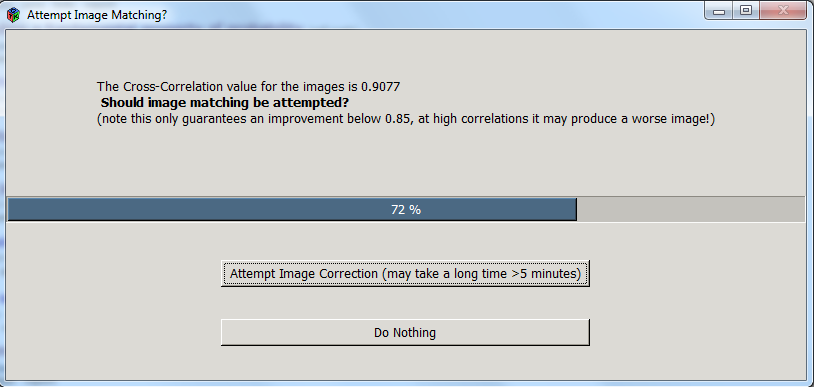 Attempt Image Matching?
The Cross-Correlation value for the images is 0.9077
Should image matching be attempted?
(note this only guarantees an improvement below 0.85, at high correlations it may produce a worse image!)
72 %
Attempt Image Correction (may take a long time >5 minutes)
Do Nothing